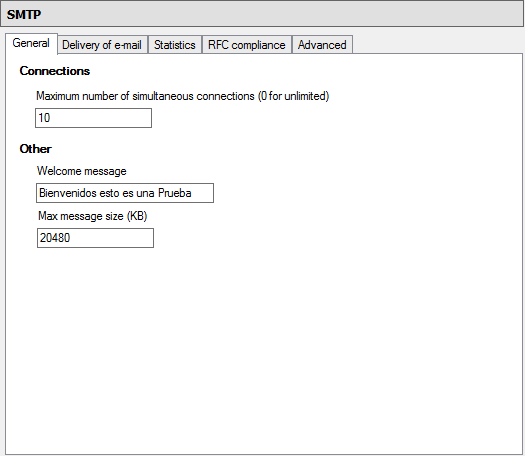 SMTP
General Delivery of e-mail Statistics RFC compliance Advanced
Connections
Maximum number of simultaneous connections (0 for unlimited)
10
Other
Welcome message
Bienvenidos esto es una Prueba
Max message size (KB)
20480